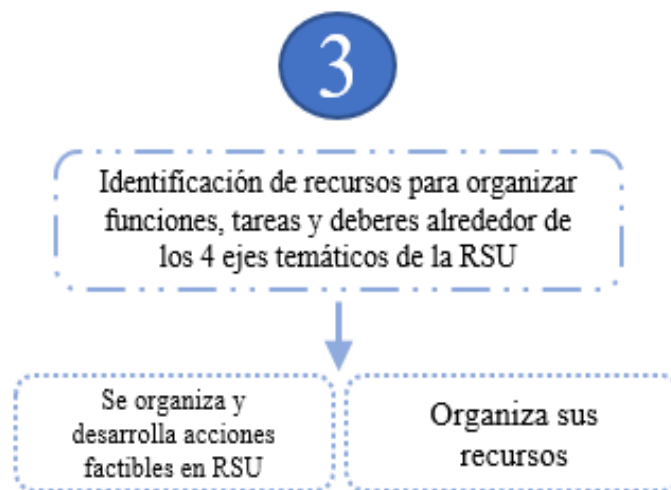 3
Identificación de recursos para organizar
funciones, tareas y deberes alrededor de
los 4 ejes temáticos de la RSU
Se organiza y
desarrolla acciones
factibles en RSU
Organiza sus
recursos